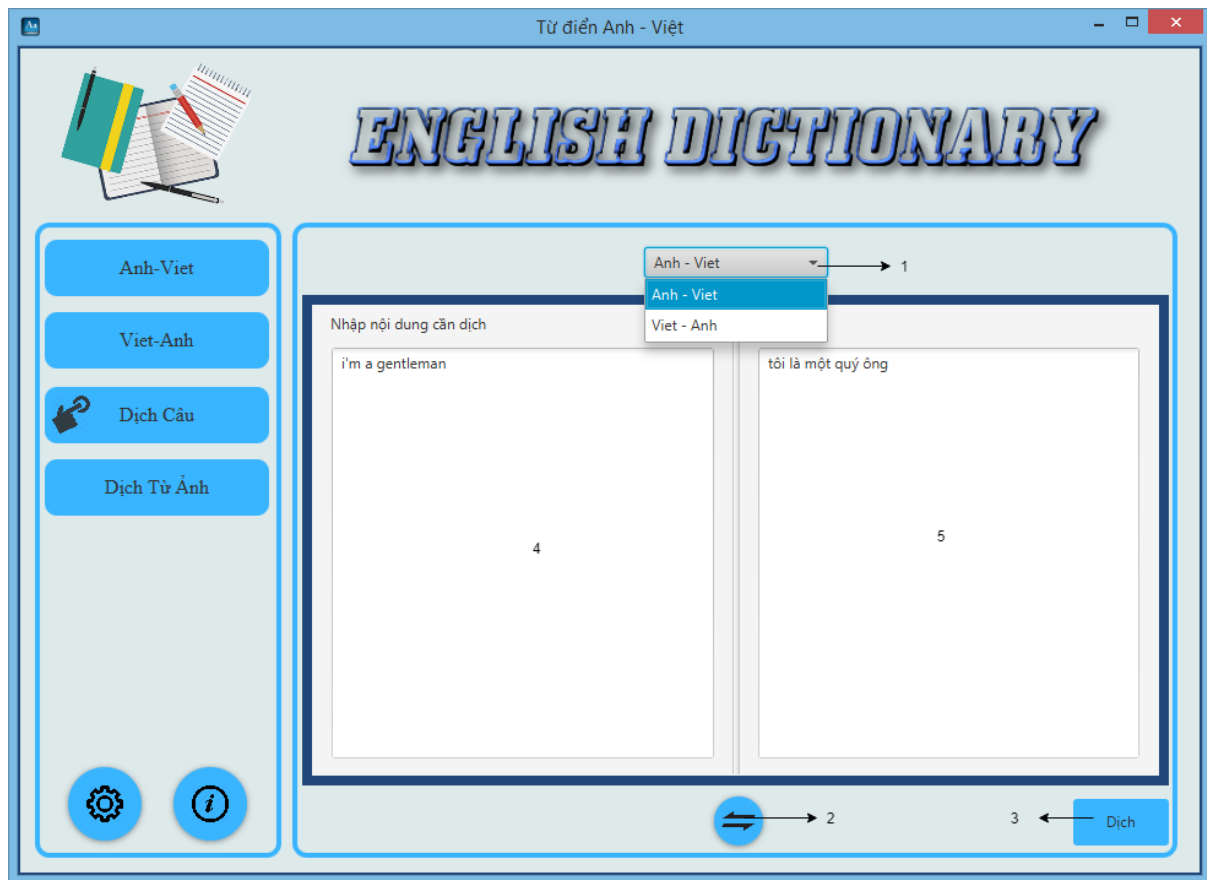 Aa
Từ điển Anh - Việt
ENGLISH DICTIONARY
Anh-Viet
Viet-Anh
Dịch Câu
Dịch Từ Ảnh
i
Anh - Viet
1
Anh - Viet
Viet - Anh
Nhập nội dung cần dịch
i'm a gentleman
4
tôi là một quý ông
5
2
3
Dịch